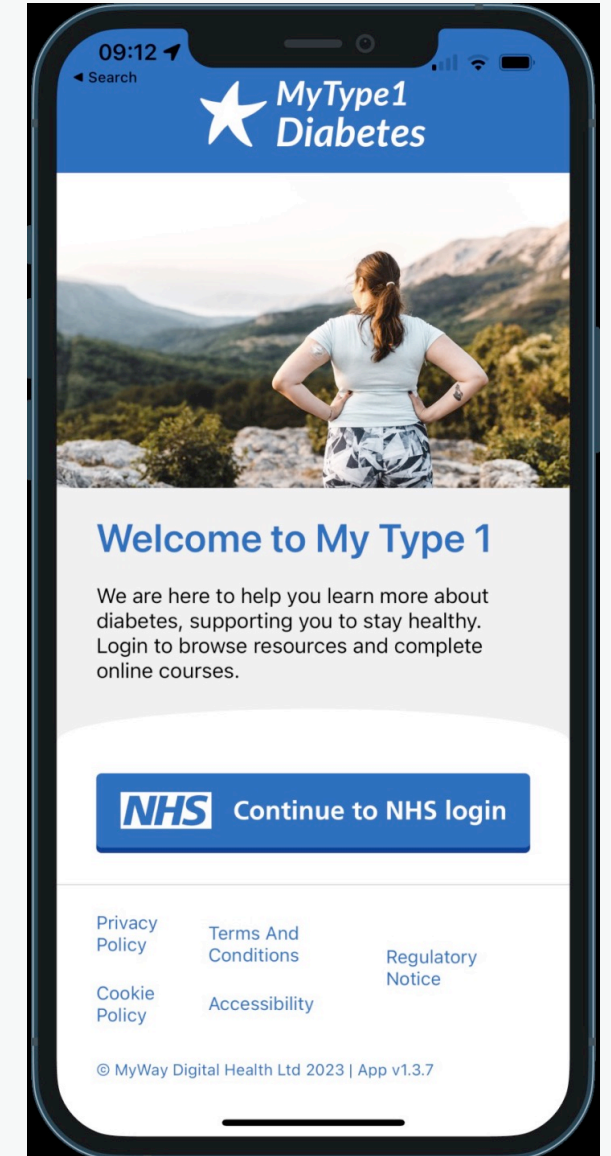 09:12
◀ Search
MyType1
Diabetes
Welcome to My Type 1
We are here to help you learn more about
diabetes, supporting you to stay healthy.
Login to browse resources and complete
online courses.
NHS Continue to NHS login
Privacy
Policy
Terms And
Conditions
Regulatory
Notice
Cookie
Policy
Accessibility
© MyWay Digital Health Ltd 2023 | App v1.3.7